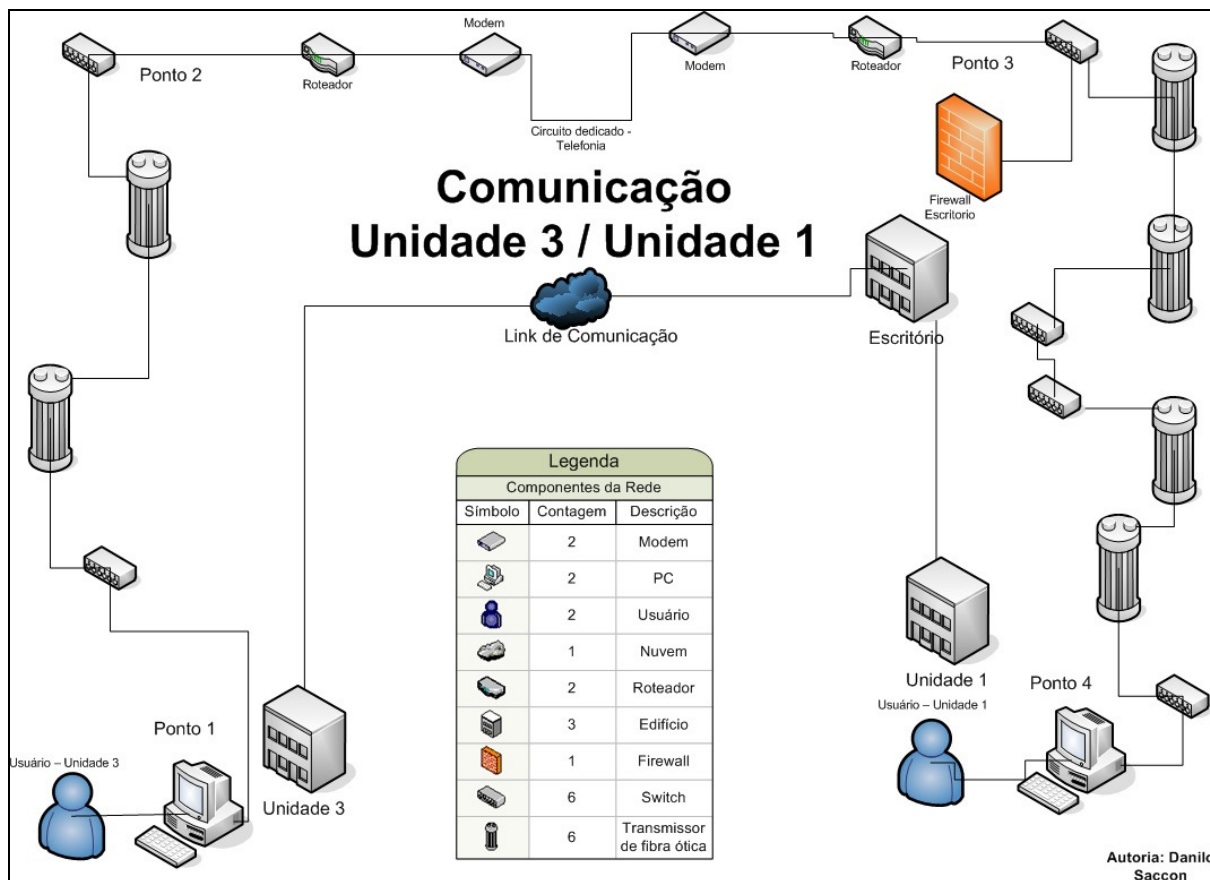 Modem
Ponto 2
Roteador
Modem
Roteador
Ponto 3
Circuito dedicado -
Telefonia
Firewall
Escritorio
Comunicação
Unidade 3 / Unidade 1
Link de Comunicação
Escritório
Legenda
Componentes da Rede
Símbolo Contagem Descrição
2 Modem
2 PC
2 Usuário
1 Nuvem
2 Roteador
3 Edifício
1 Firewall
6 Switch
6 Transmissor
de fibra ótica
Unidade 1
Ponto 4
Usuário – Unidade 1
Ponto 1
Usuário – Unidade 3
Unidade 3
Autoria: Danilo
Saccon